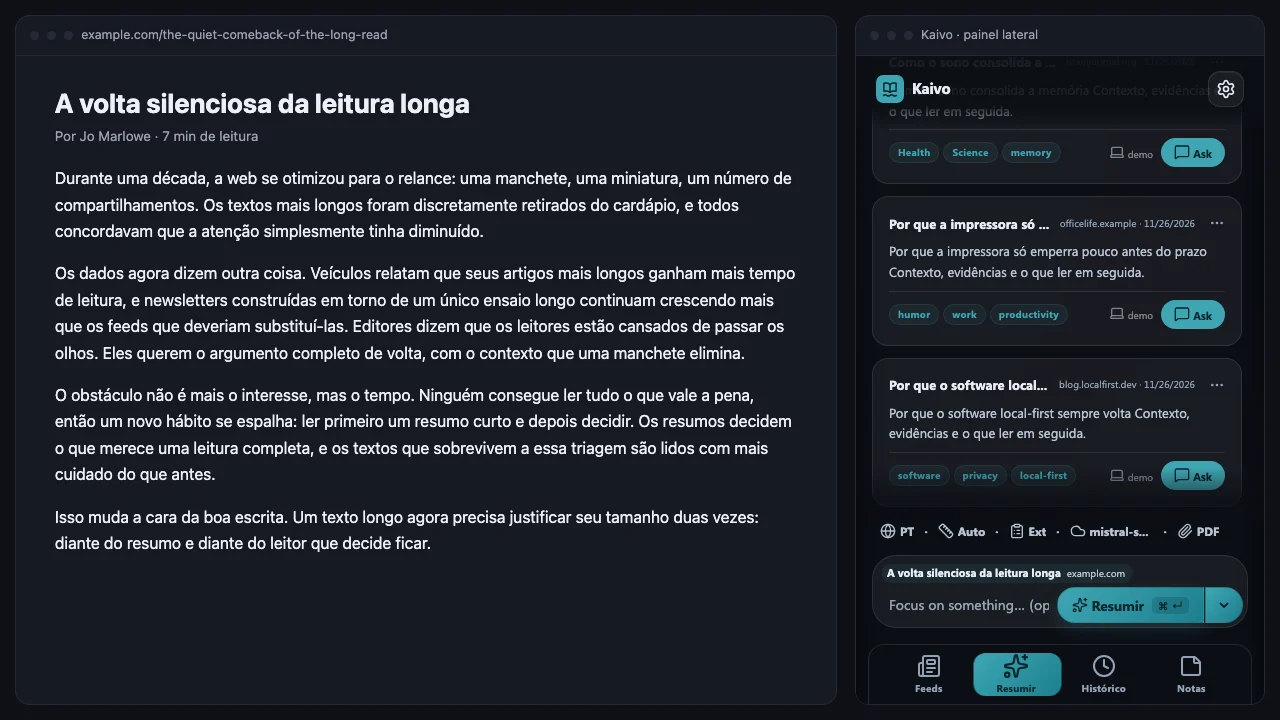 example.com/the-quiet-comeback-of-the-long-read
A volta silenciosa da leitura longa
Por Jo Marlowe · 7 min de leitura
Durante uma década, a web se otimizou para o relance: uma manchete, uma miniatura, um número de
compartilhamentos. Os textos mais longos foram discretamente retirados do cardápio, e todos
concordavam que a atenção simplesmente tinha diminuído.
Os dados agora dizem outra coisa. Veículos relatam que seus artigos mais longos ganham mais tempo
de leitura, e newsletters construídas em torno de um único ensaio longo continuam crescendo mais
que os feeds que deveriam substituí-las. Editores dizem que os leitores estão cansados de passar os
olhos. Eles querem o argumento completo de volta, com o contexto que uma manchete elimina.
O obstáculo não é mais o interesse, mas o tempo. Ninguém consegue ler tudo o que vale a pena,
então um novo hábito se espalha: ler primeiro um resumo curto e depois decidir. Os resumos decidem
o que merece uma leitura completa, e os textos que sobrevivem a essa triagem são lidos com mais
cuidado do que antes.
Isso muda a cara da boa escrita. Um texto longo agora precisa justificar seu tamanho duas vezes:
diante do resumo e diante do leitor que decide ficar.
Kaivo · painel lateral
Como o sono consolida a ...
Kaivo
no consolida a memória Contexto, evidências e
o que ler em seguida.
Health Science memory demo Ask
Por que a impressora só ... officelife.example · 11/26/2026 ···
Por que a impressora só emperra pouco antes do prazo
Contexto, evidências e o que ler em seguida.
humor work productivity demo Ask
Por que o software local... blog.localfirst.dev · 11/26/2026 ···
Por que o software local-first sempre volta Contexto,
evidências e o que ler em seguida.
software privacy local-first demo Ask
PT · Auto · Ext · mistral-s... · PDF
A volta silenciosa da leitura longa example.com
Focus on something... (op Resumir ⌘ ↵
Feeds Resumir Histórico Notas